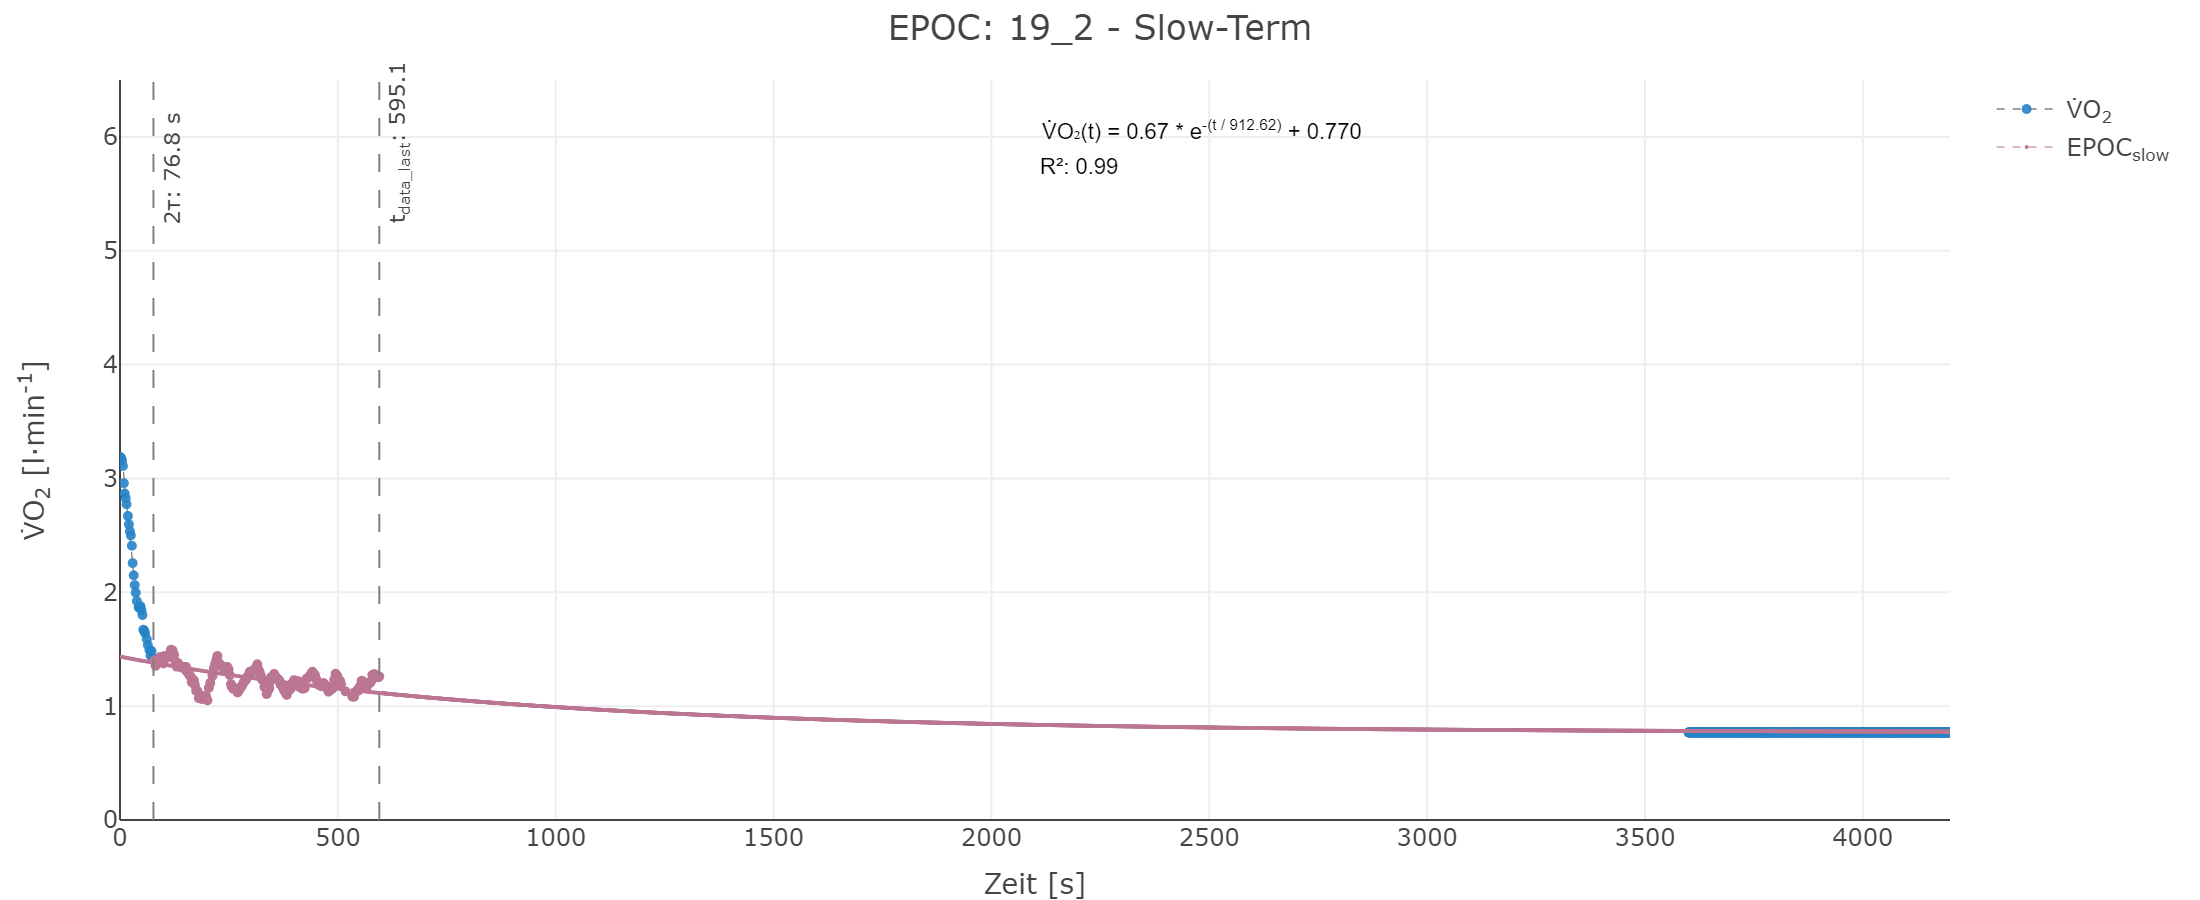 EPOC: 19_2 - Slow-Term
2τ: 76.8 s
t_data_last: 595.1
V̇O₂(t) = 0.67 * e^-(t / 912.62) + 0.770
R²: 0.99
V̇O₂
EPOC_slow
V̇O₂ [l·min⁻¹]
6
5
4
3
2
1
0
0 500 1000 1500 2000 2500 3000 3500 4000
Zeit [s]